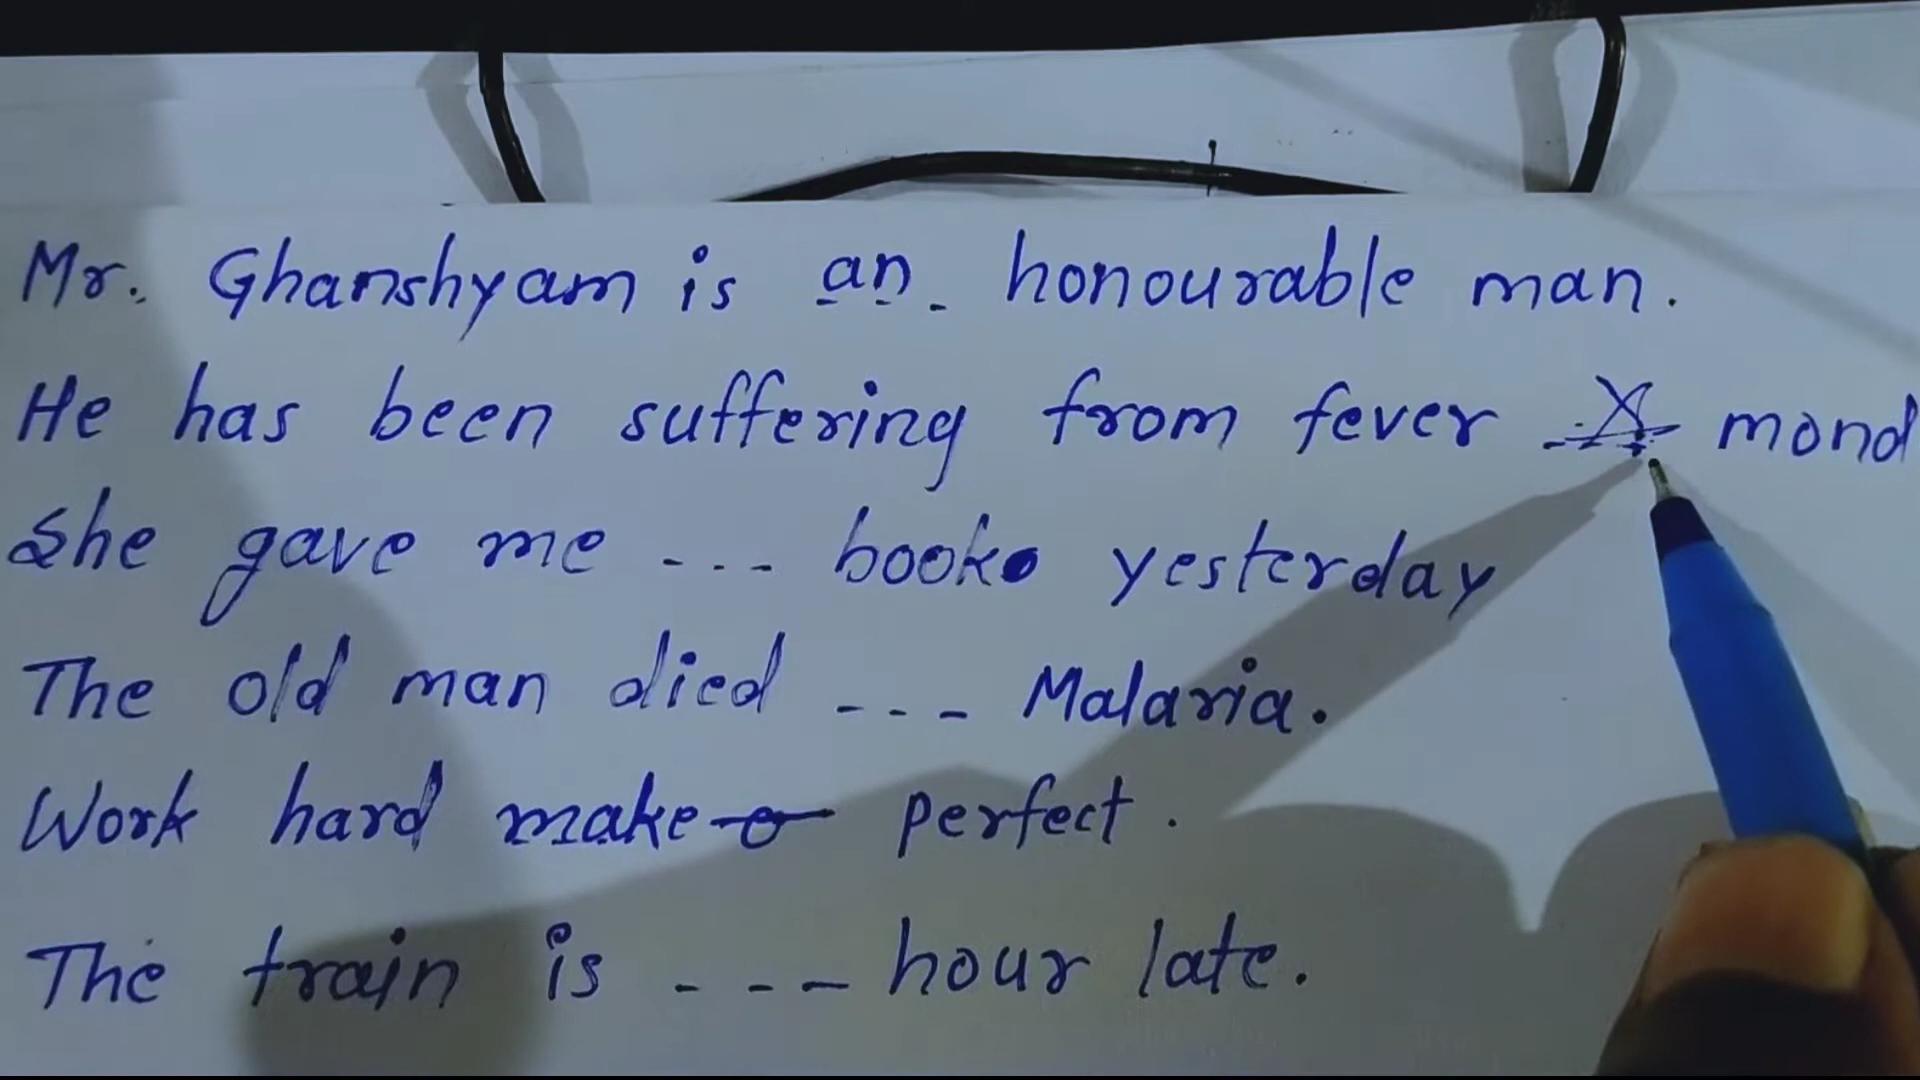 Mr. Ghanshyam is an honourable man.
He has been suffering from fever X mond
She gave me --- book yesterday
The old man died --- Malaria.
Work hard make perfect.
The train is --- hour late.